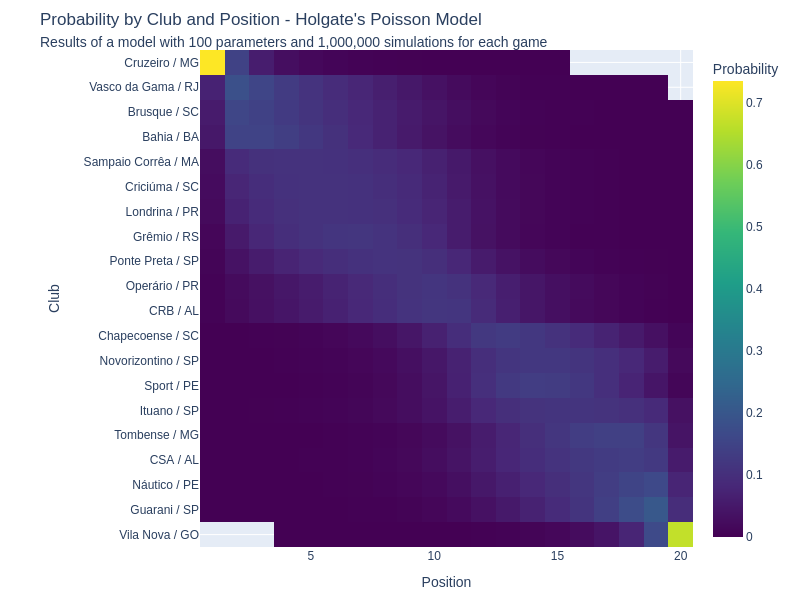 Probability by Club and Position - Holgate's Poisson Model
Results of a model with 100 parameters and 1,000,000 simulations for each game
Probability
Cruzeiro / MG
Vasco da Gama / RJ
Brusque / SC
Bahia / BA
Sampaio Corrêa / MA
Criciúma / SC
Londrina / PR
Grêmio / RS
Ponte Preta / SP
Operário / PR
CRB / AL
Chapecoense / SC
Novorizontino / SP
Sport / PE
Ituano / SP
Tombense / MG
CSA / AL
Náutico / PE
Guarani / SP
Vila Nova / GO
Club
5
10
15
20
Position
0.7
0.6
0.5
0.4
0.3
0.2
0.1
0